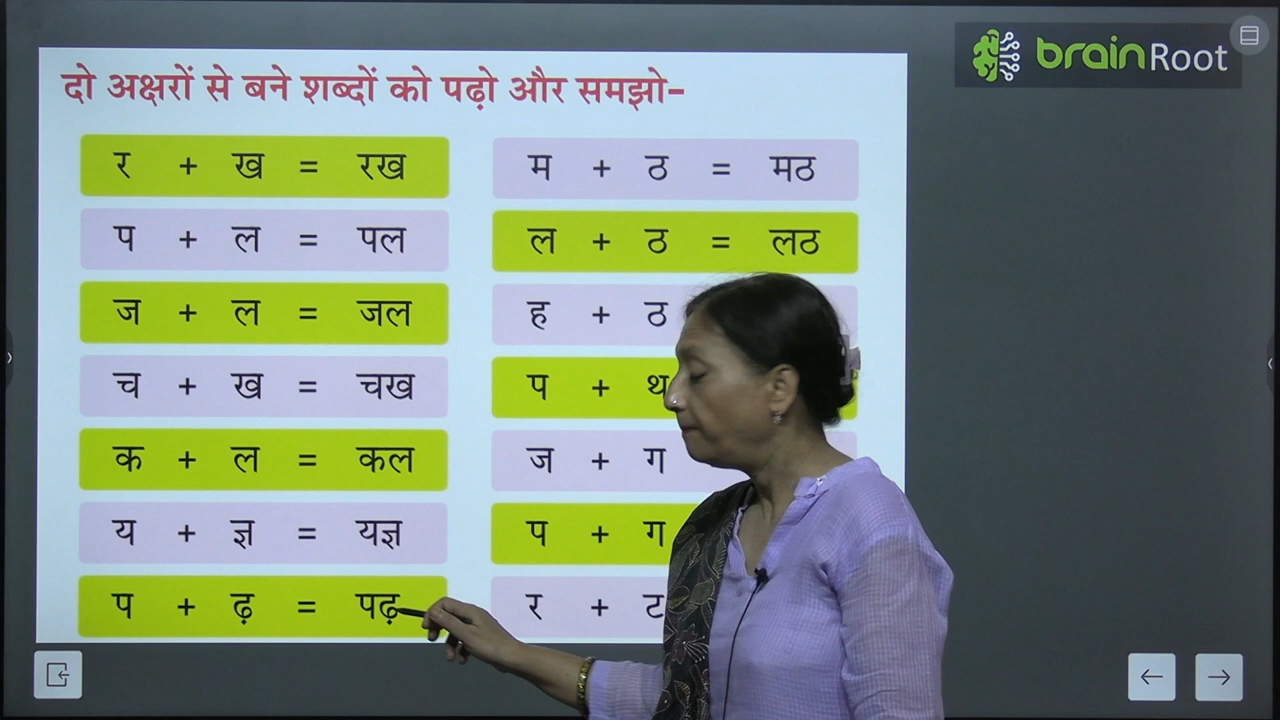 brainRoot
दो अक्षरों से बने शब्दों को पढ़ो और समझो-
र + ख = रख
प + ल = पल
ज + ल = जल
च + ख = चख
क + ल = कल
य + ज्ञ = यज्ञ
प + ढ़ = पढ़
म + ठ = मठ
ल + ठ = लठ
ह + ठ
प + थ
ज + ग
प + ग
र + ट